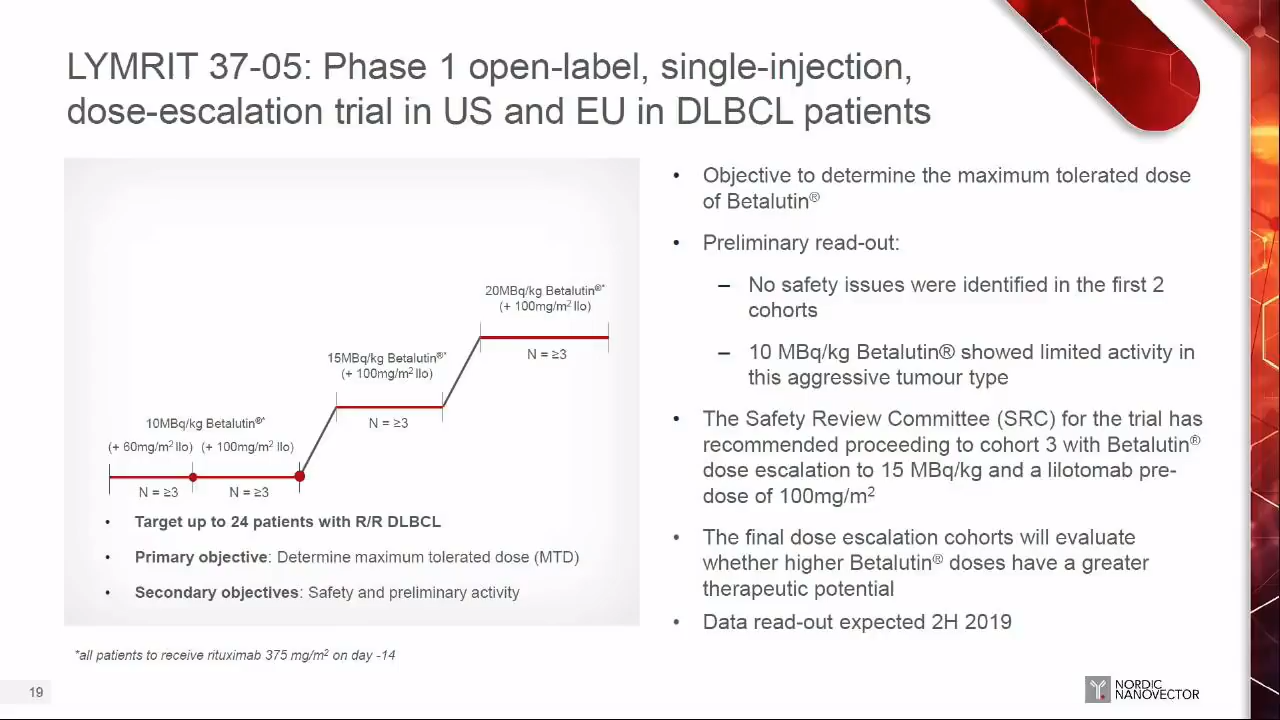 LYMRIT 37-05: Phase 1 open-label, single-injection,
dose-escalation trial in US and EU in DLBCL patients
20MBq/kg Betalutin®*
(+ 100mg/m² llo)
N = ≥3
15MBq/kg Betalutin®*
(+ 100mg/m² llo)
N = ≥3
10MBq/kg Betalutin®*
(+ 60mg/m² llo) (+ 100mg/m² llo)
N = ≥3 N = ≥3
• Target up to 24 patients with R/R DLBCL
• Primary objective: Determine maximum tolerated dose (MTD)
• Secondary objectives: Safety and preliminary activity
*all patients to receive rituximab 375 mg/m² on day -14
• Objective to determine the maximum tolerated dose
of Betalutin®
• Preliminary read-out:
– No safety issues were identified in the first 2
cohorts
– 10 MBq/kg Betalutin® showed limited activity in
this aggressive tumour type
• The Safety Review Committee (SRC) for the trial has
recommended proceeding to cohort 3 with Betalutin®
dose escalation to 15 MBq/kg and a lilotomab pre-
dose of 100mg/m²
• The final dose escalation cohorts will evaluate
whether higher Betalutin® doses have a greater
therapeutic potential
• Data read-out expected 2H 2019
19
NORDIC
NANOVECTOR